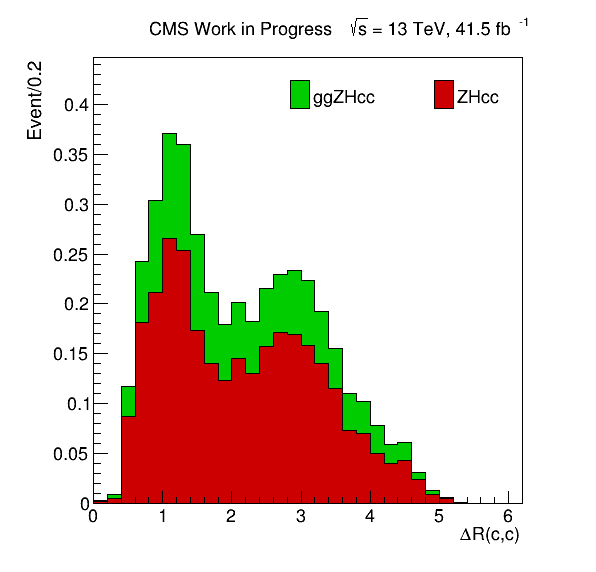 CMS Work in Progress √s = 13 TeV, 41.5 fb⁻¹
Event/0.2
ggZHcc ZHcc
0.4
0.35
0.3
0.25
0.2
0.15
0.1
0.05
0
0 1 2 3 4 5 6
ΔR(c,c)